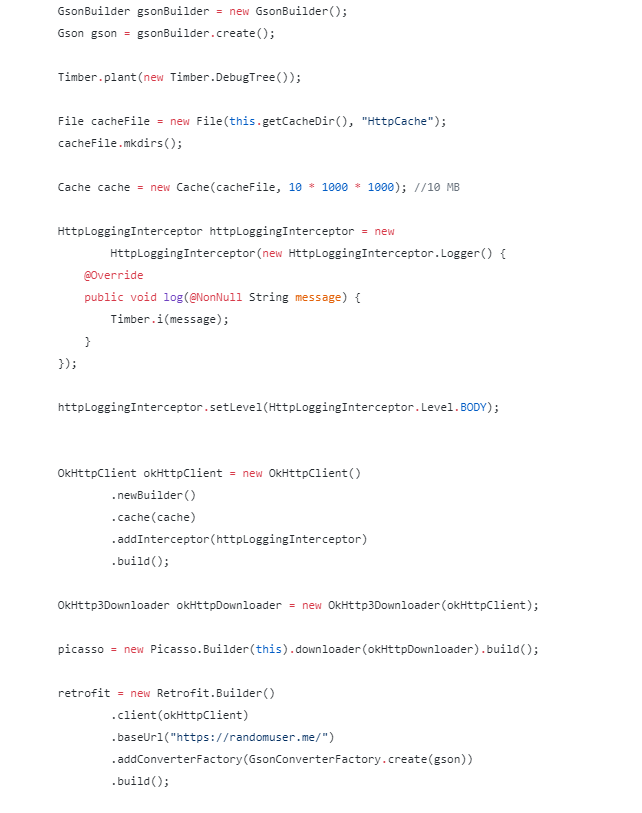 GsonBuilder gsonBuilder = new GsonBuilder();
Gson gson = gsonBuilder.create();
Timber.plant(new Timber.DebugTree());
File cacheFile = new File(this.getCacheDir(), "HttpCache");
cacheFile.mkdirs();
Cache cache = new Cache(cacheFile, 10 * 1000 * 1000); //10 MB
HttpLoggingInterceptor httpLoggingInterceptor = new
        HttpLoggingInterceptor(new HttpLoggingInterceptor.Logger() {
    @Override
    public void log(@NonNull String message) {
        Timber.i(message);
    }
});
httpLoggingInterceptor.setLevel(HttpLoggingInterceptor.Level.BODY);
OkHttpClient okHttpClient = new OkHttpClient()
        .newBuilder()
        .cache(cache)
        .addInterceptor(httpLoggingInterceptor)
        .build();
OkHttp3Downloader okHttpDownloader = new OkHttp3Downloader(okHttpClient);
picasso = new Picasso.Builder(this).downloader(okHttpDownloader).build();
retrofit = new Retrofit.Builder()
        .client(okHttpClient)
        .baseUrl("https://randomuser.me/")
        .addConverterFactory(GsonConverterFactory.create(gson))
        .build();